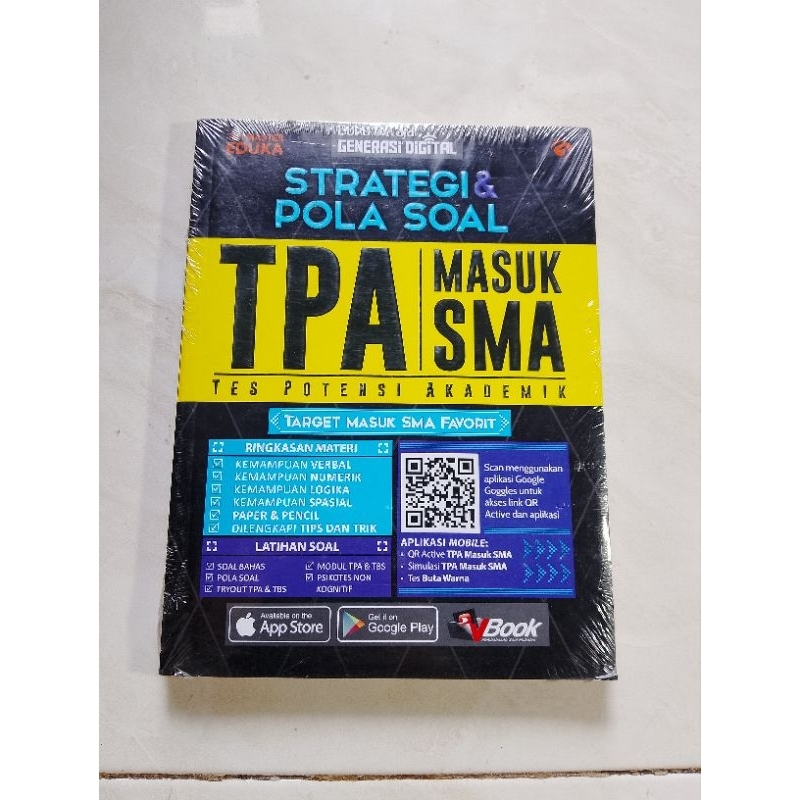 EDUKA
GENERASI DIGITAL
STRATEGI &
POLA SOAL
TPA
MASUK
SMA
TES POTENSI AKADEMIK
TARGET MASUK SMA FAVORIT
RINGKASAN MATERI
KEMAMPUAN VERBAL
KEMAMPUAN NUMERIK
KEMAMPUAN LOGIKA
KEMAMPUAN SPASIAL
PAPER & PENCIL
DILENGKAPI TIPS DAN TRIK
LATIHAN SOAL
SOAL BAHAS
POLA SOAL
TRYOUT TPA & TBS
MODUL TPA & TBS
PSIKOTES NON
KOGNITIF
Scan menggunakan
aplikasi Google
Goggles untuk
akses link QR
Active dan aplikasi
APLIKASI MOBILE:
• QR Active TPA Masuk SMA
• Simulasi TPA Masuk SMA
• Tes Buta Warna
Available on the
App Store
Get it on
Google Play
VBook